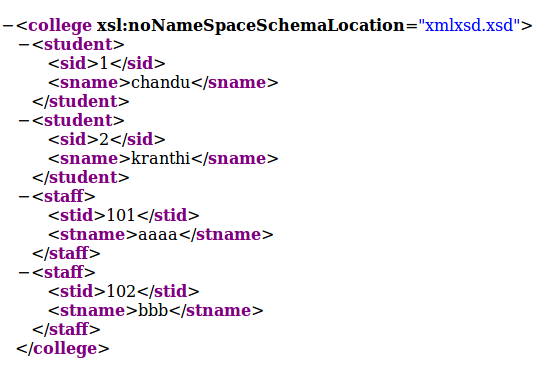 −<college xsl:noNameSpaceSchemaLocation="xmlxsd.xsd">
−<student>
<sid>1</sid>
<sname>chandu</sname>
</student>
−<student>
<sid>2</sid>
<sname>kranthi</sname>
</student>
−<staff>
<stid>101</stid>
<stname>aaaa</stname>
</staff>
−<staff>
<stid>102</stid>
<stname>bbb</stname>
</staff>
</college>